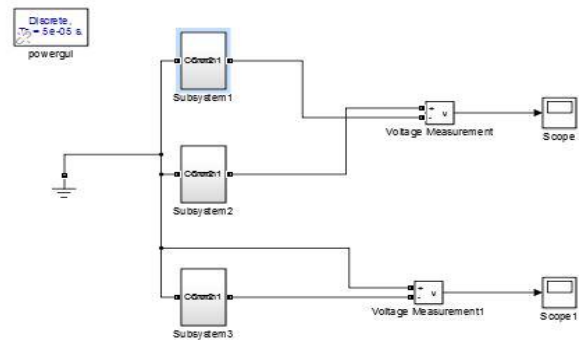 Discrete,
= 5e-05 s.
powergui
Subsystem1
+
-
v
Voltage Measurement
Scope
Subsystem2
+
-
v
Voltage Measurement1
Scope1
Subsystem3